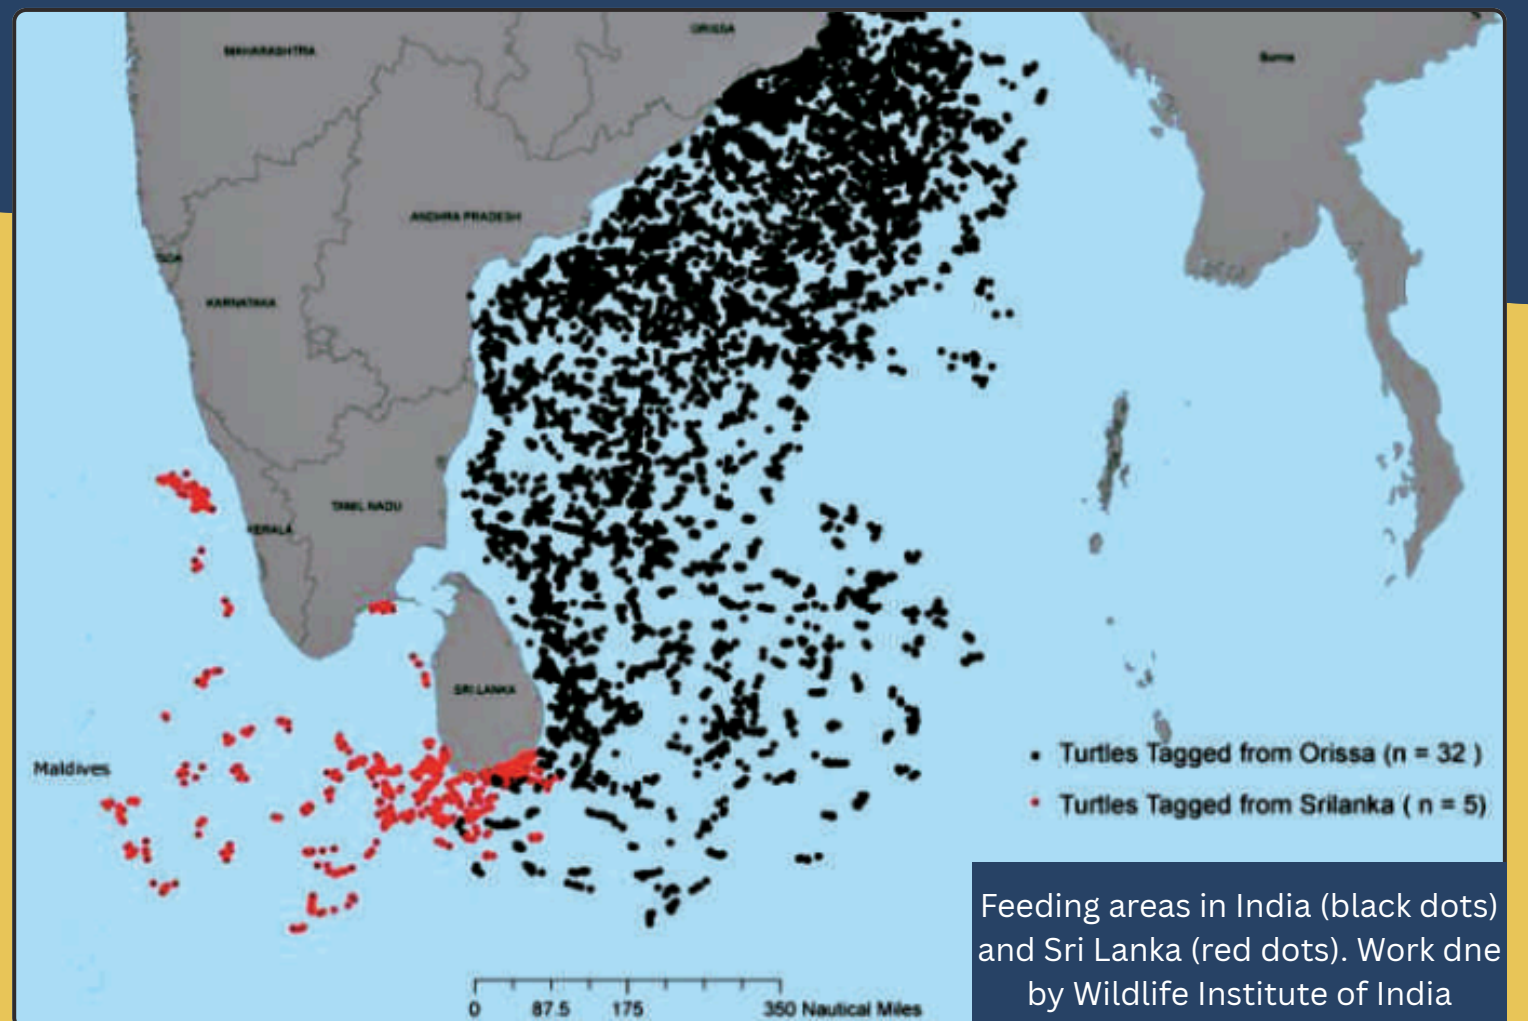 MAHARASHTRA
ORISSA
Burma
ANDHRA PRADESH
GOA
KARNATAKA
TAMIL NADU
KERALA
SRI LANKA
Maldives
Turtles Tagged from Orissa (n = 32 )
Turtles Tagged from Srilanka ( n = 5)
Feeding areas in India (black dots)
and Sri Lanka (red dots). Work dne
by Wildlife Institute of India
0 87.5 175 350 Nautical Miles